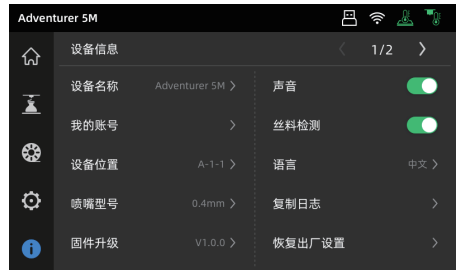 Adventurer 5M
设备信息
1/2
设备名称 Adventurer 5M
声音
我的账号
丝料检测
设备位置 A-1-1
语言 中文
喷嘴型号 0.4mm
复制日志
固件升级 V1.0.0
恢复出厂设置